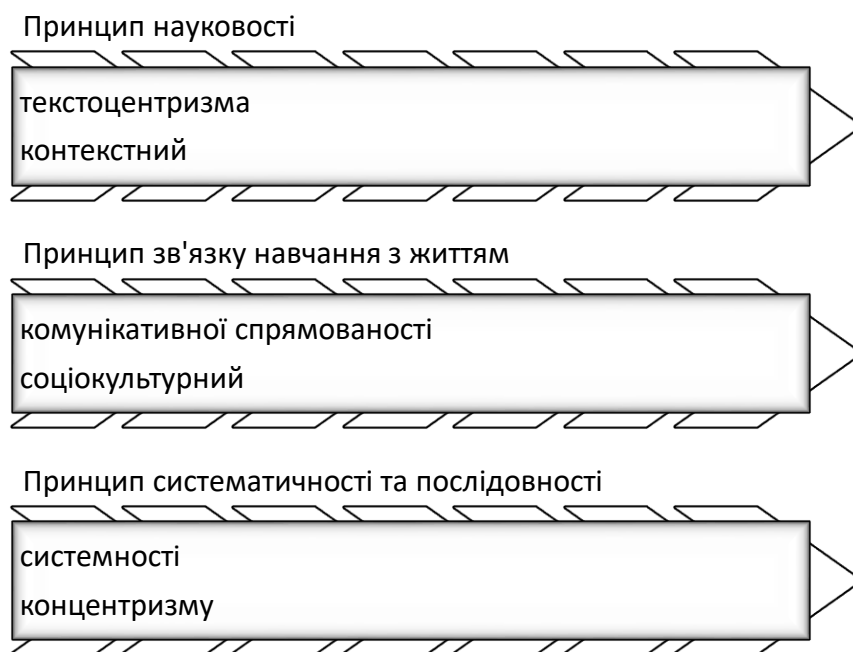 Принцип науковості
текстоцентризма
контекстний
Принцип зв'язку навчання з життям
комунікативної спрямованості
соціокультурний
Принцип систематичності та послідовності
системності
концентризму